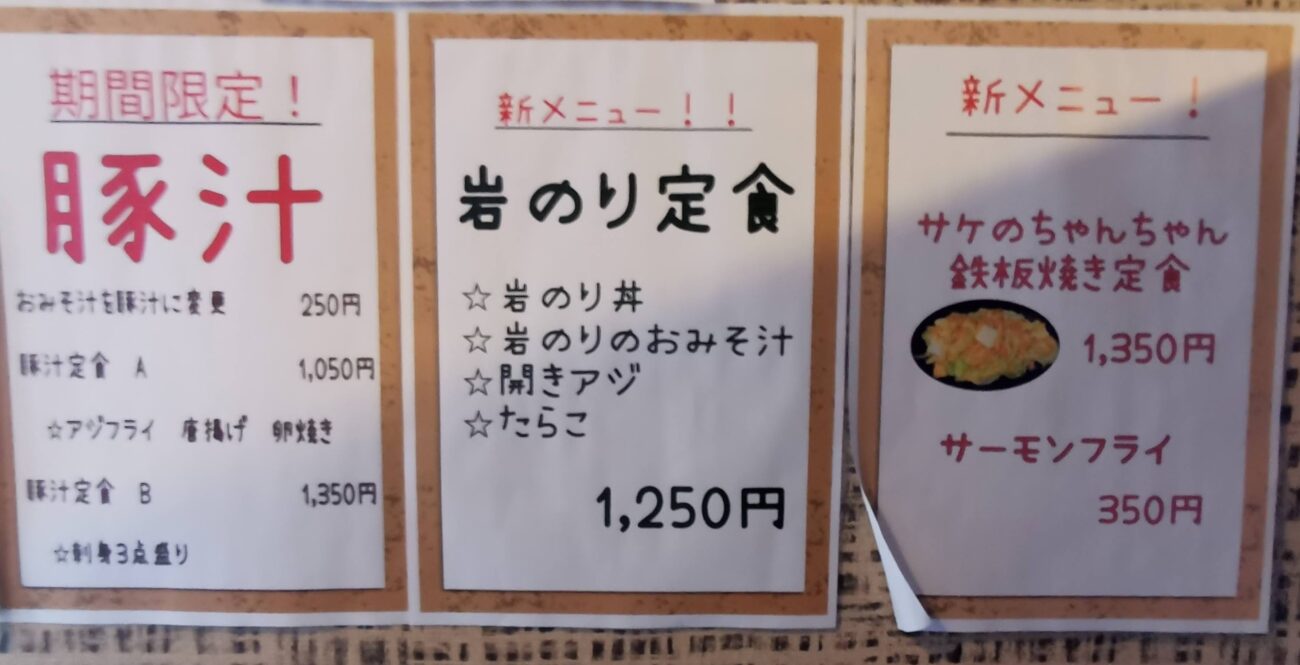 期間限定！
豚汁
おみそ汁を豚汁に変更 250円
豚汁定食 A 1,050円
☆アジフライ 唐揚げ 卵焼き
豚汁定食 B 1,350円
☆刺身3点盛り
新メニュー！！
岩のり定食
☆岩のり丼
☆岩のりのおみそ汁
☆開きアジ
☆たらこ
1,250円
新メニュー！
サケのちゃんちゃん
鉄板焼き定食
1,350円
サーモンフライ
350円